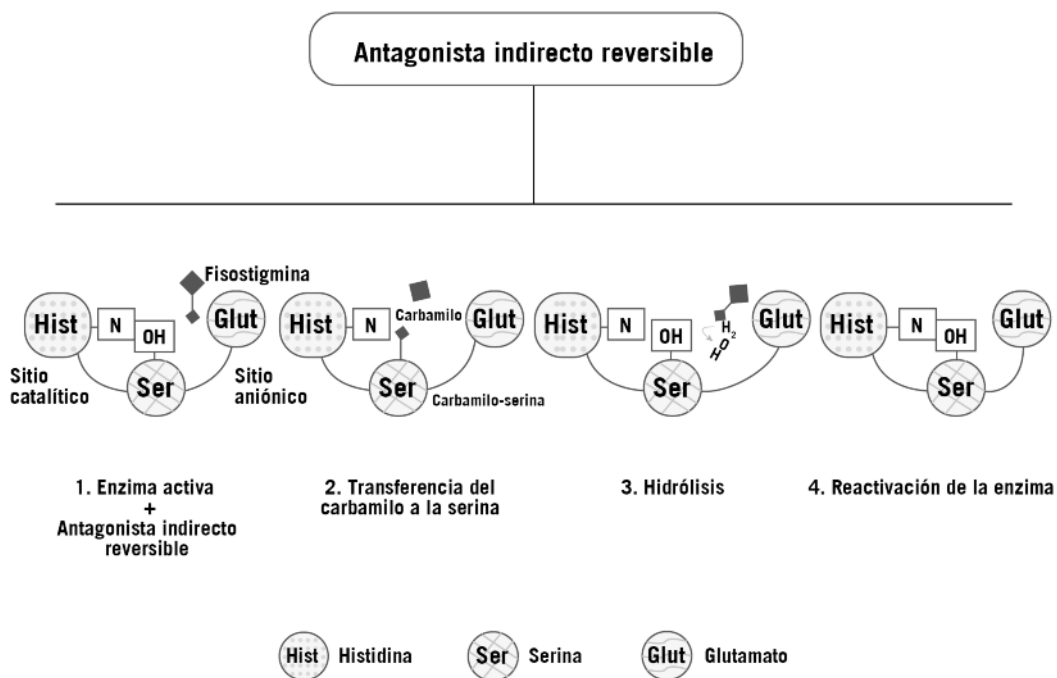 Antagonista indirecto reversible
Fisostigmina
Hist
N
OH
Glut
Ser
Sitio
catalítico
Sitio
aniónico
Hist
N
Carbamilo
Glut
Ser
Carbamilo-serina
Hist
N
OH
H2
HOH
Glut
Ser
Hist
N
OH
Glut
Ser
1. Enzima activa
+
Antagonista indirecto
reversible
2. Transferencia del
carbamilo a la serina
3. Hidrólisis
4. Reactivación de la enzima
Hist Histidina
Ser Serina
Glut Glutamato